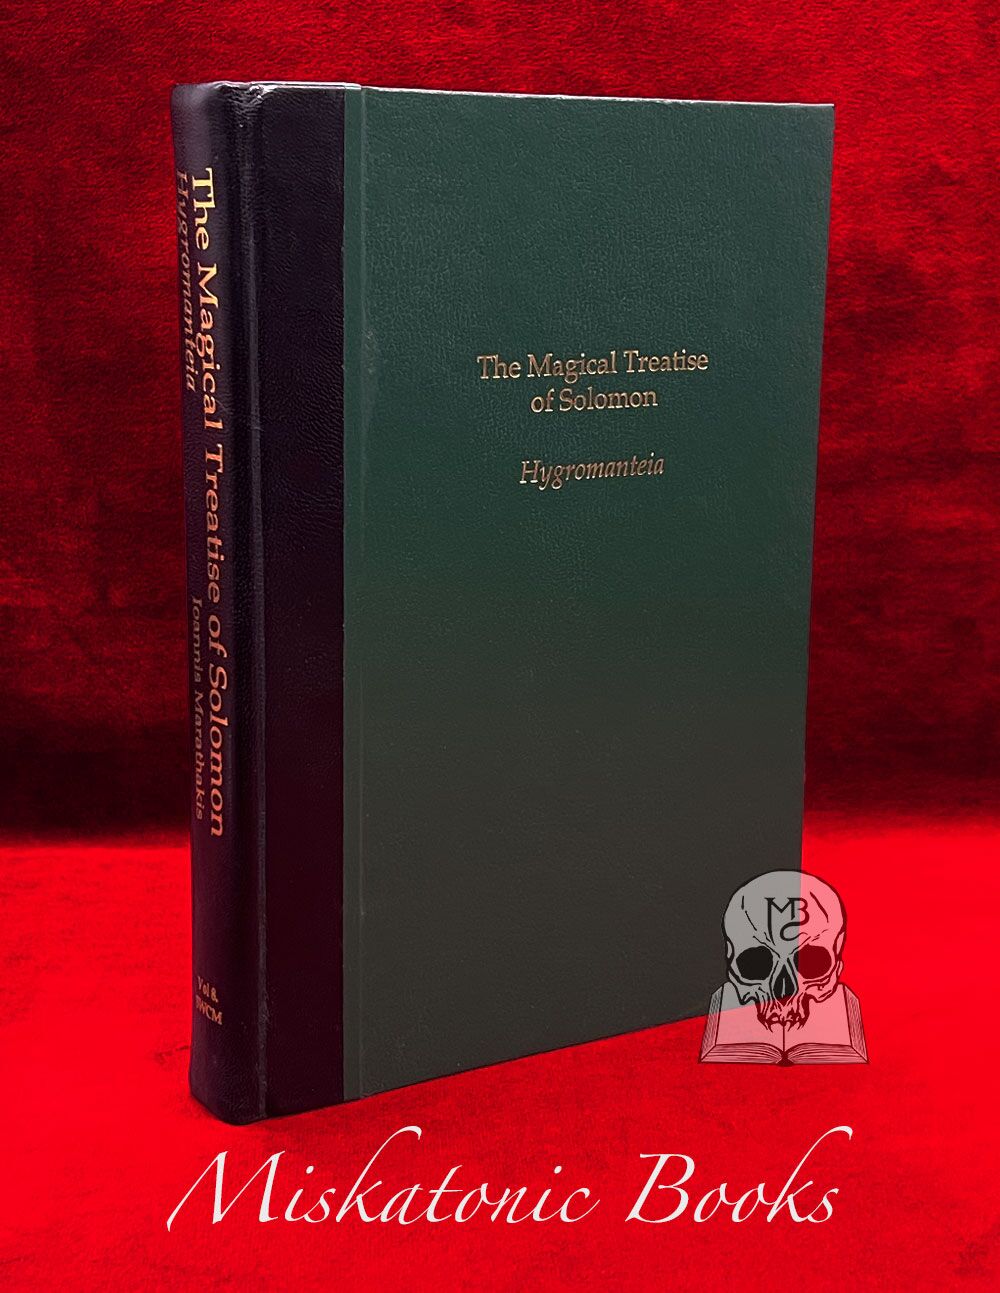 The Magical Treatise of Solomon
Hygromanteia
Ioannis Marathakis
Vol 8.
SWCM
The Magical Treatise
of Solomon
Hygromanteia
MB
Miskatonic Books